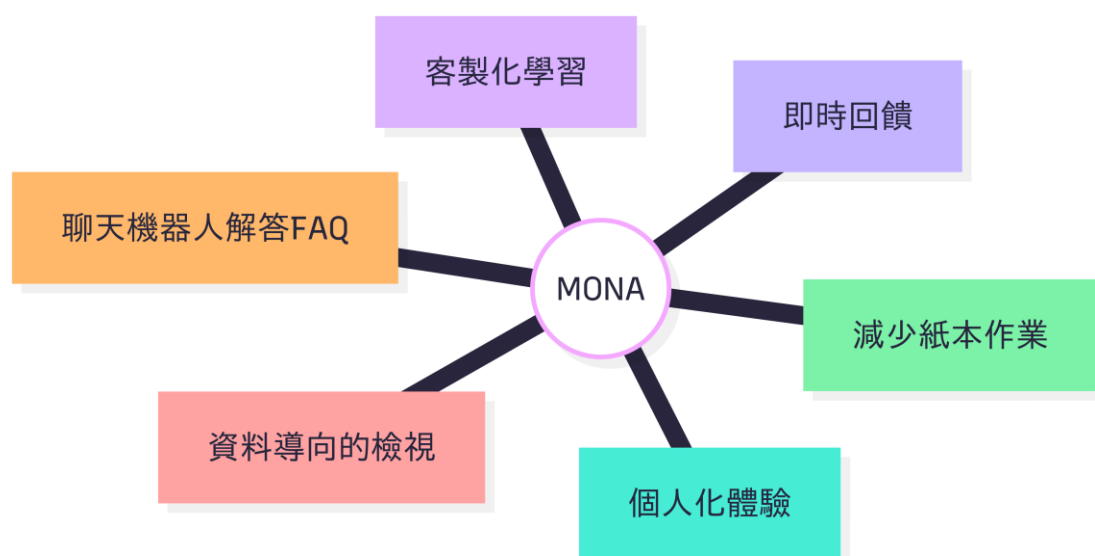 客製化學習
即時回饋
聊天機器人解答FAQ
MONA
減少紙本作業
資料導向的檢視
個人化體驗